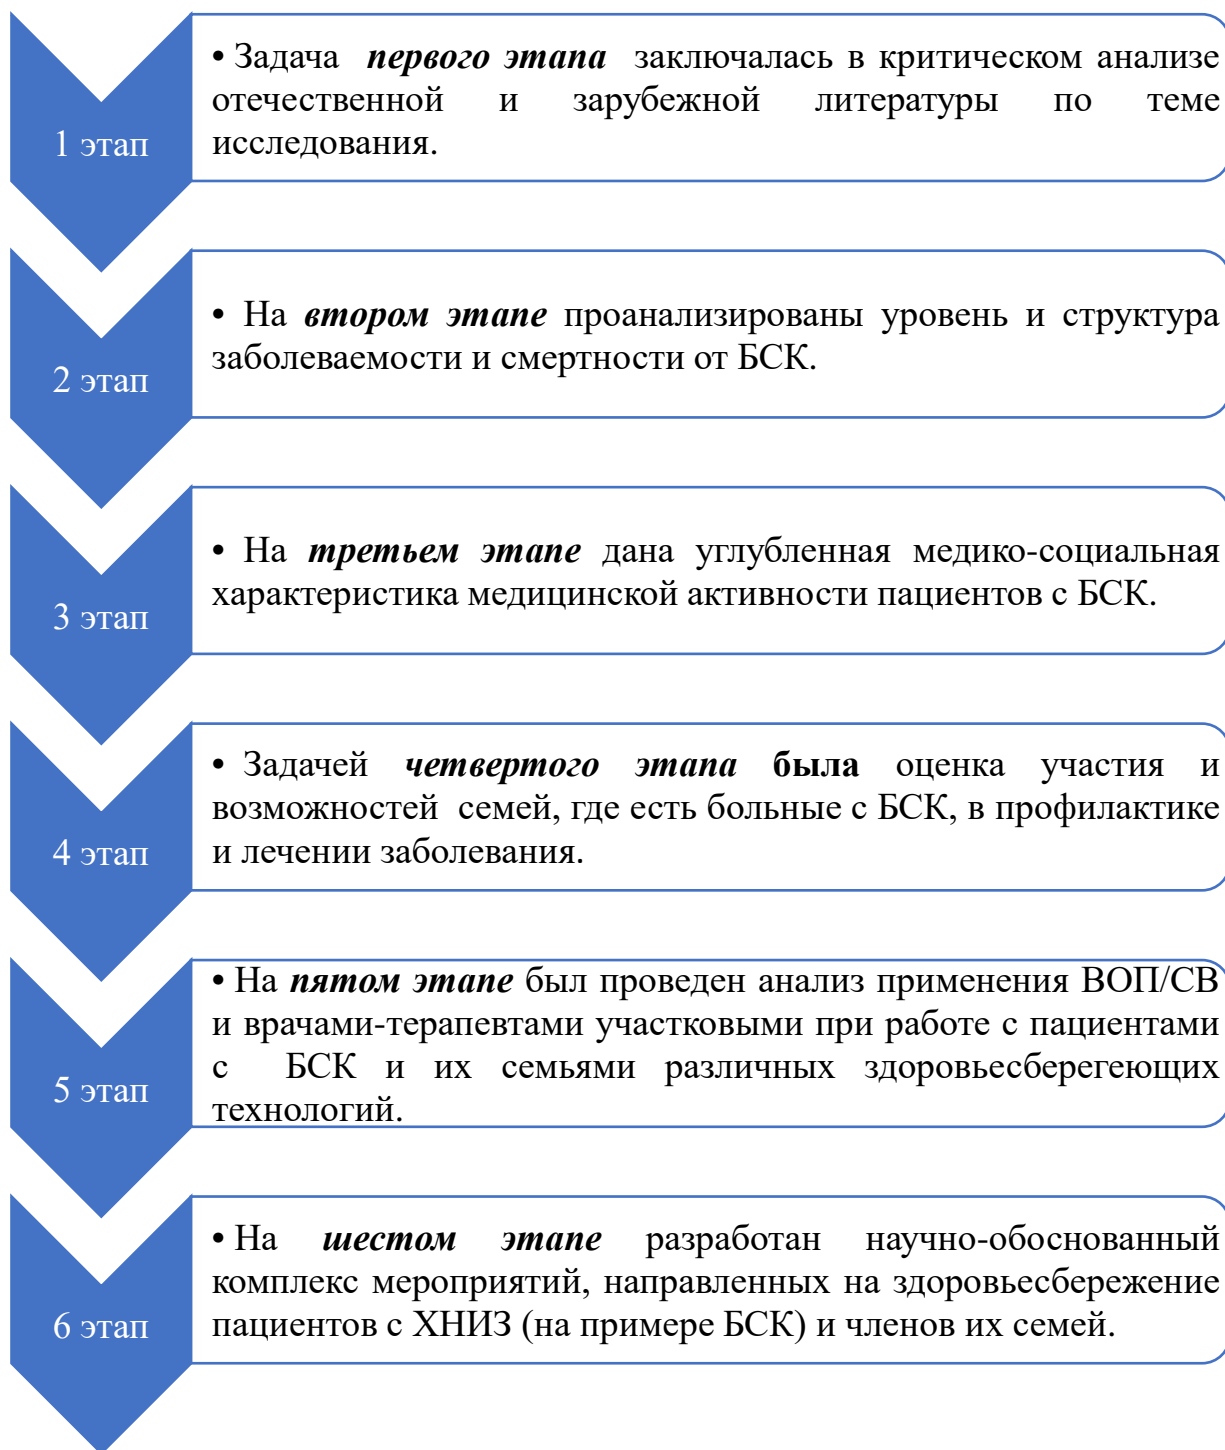 1 этап
• Задача первого этапа заключалась в критическом анализе
отечественной и зарубежной литературы по теме
исследования.
2 этап
• На втором этапе проанализированы уровень и структура
заболеваемости и смертности от БСК.
3 этап
• На третьем этапе дана углубленная медико-социальная
характеристика медицинской активности пациентов с БСК.
4 этап
• Задачей четвертого этапа была оценка участия и
возможностей семей, где есть больные с БСК, в профилактике
и лечении заболевания.
5 этап
• На пятом этапе был проведен анализ применения ВОП/СВ
и врачами-терапевтами участковыми при работе с пациентами
с БСК и их семьями различных здоровьесберегеющих
технологий.
6 этап
• На шестом этапе разработан научно-обоснованный
комплекс мероприятий, направленных на здоровьесбережение
пациентов с ХНИЗ (на примере БСК) и членов их семей.